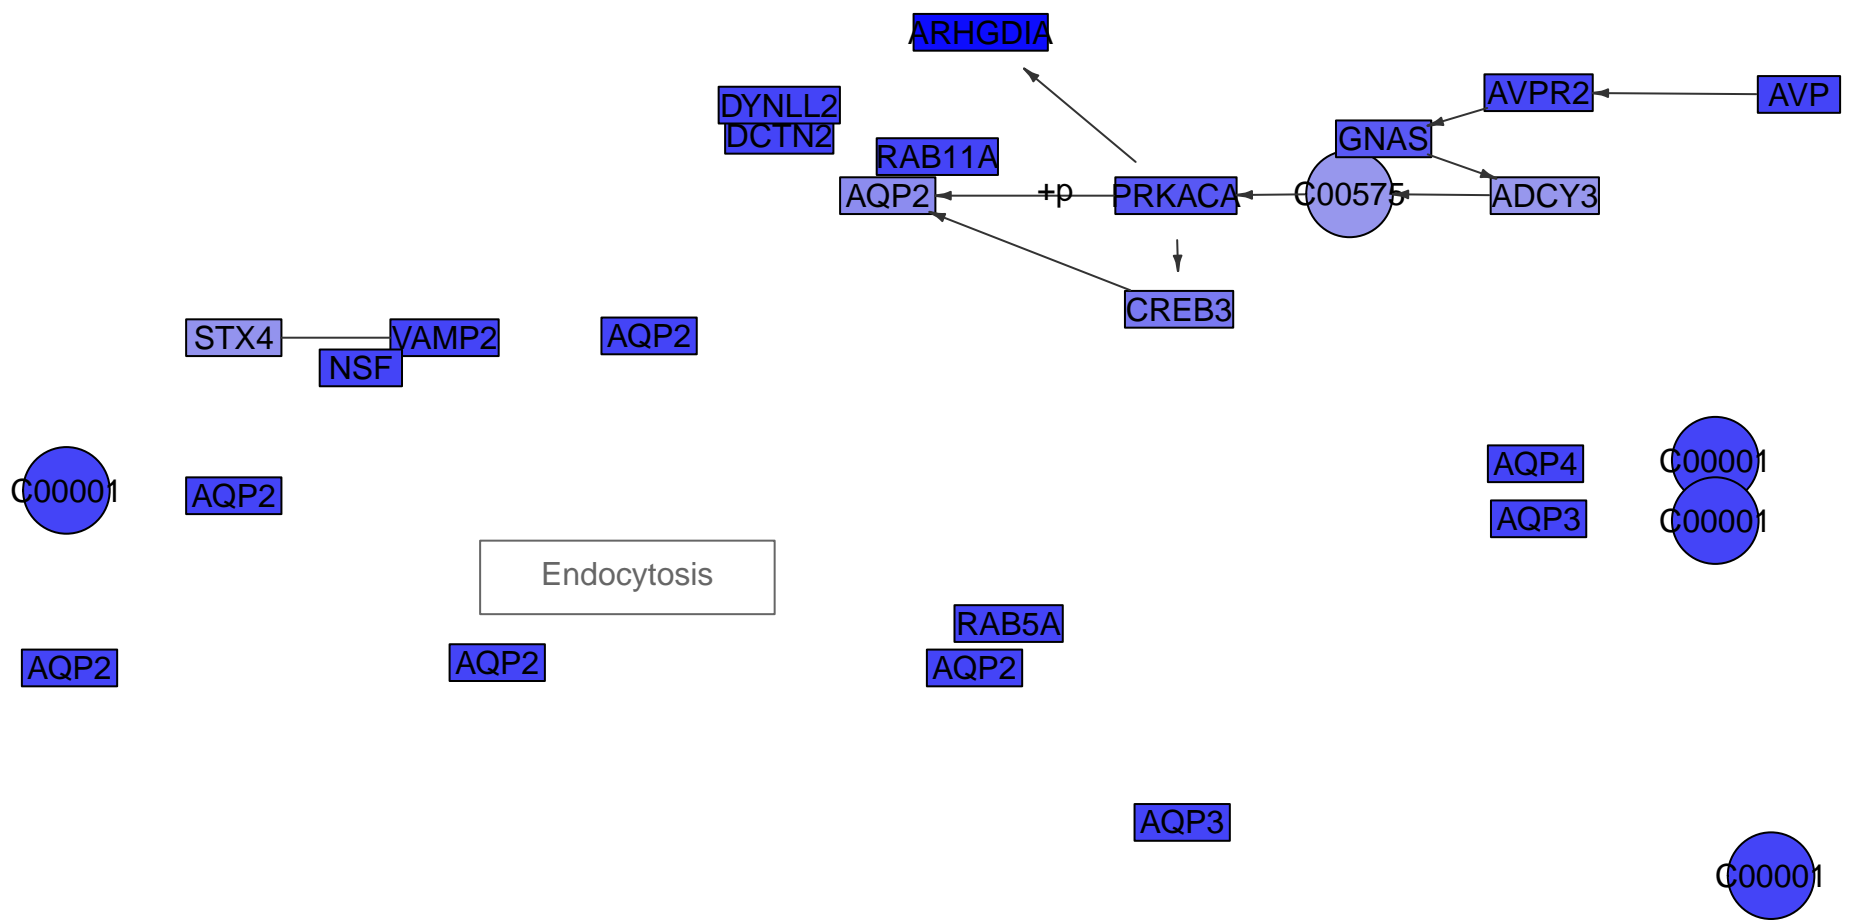 ARHGDIA
DYNLL2
AVPR2
AVP
DCTN2
GNAS
RAB11A
AQP2
+p
PRKACA
C00575
ADCY3
CREB3
STX4
VAMP2
AQP2
NSF
C00001
AQP2
AQP4
C00001
AQP3
C00001
Endocytosis
RAB5A
AQP2
AQP2
AQP2
AQP3
C00001